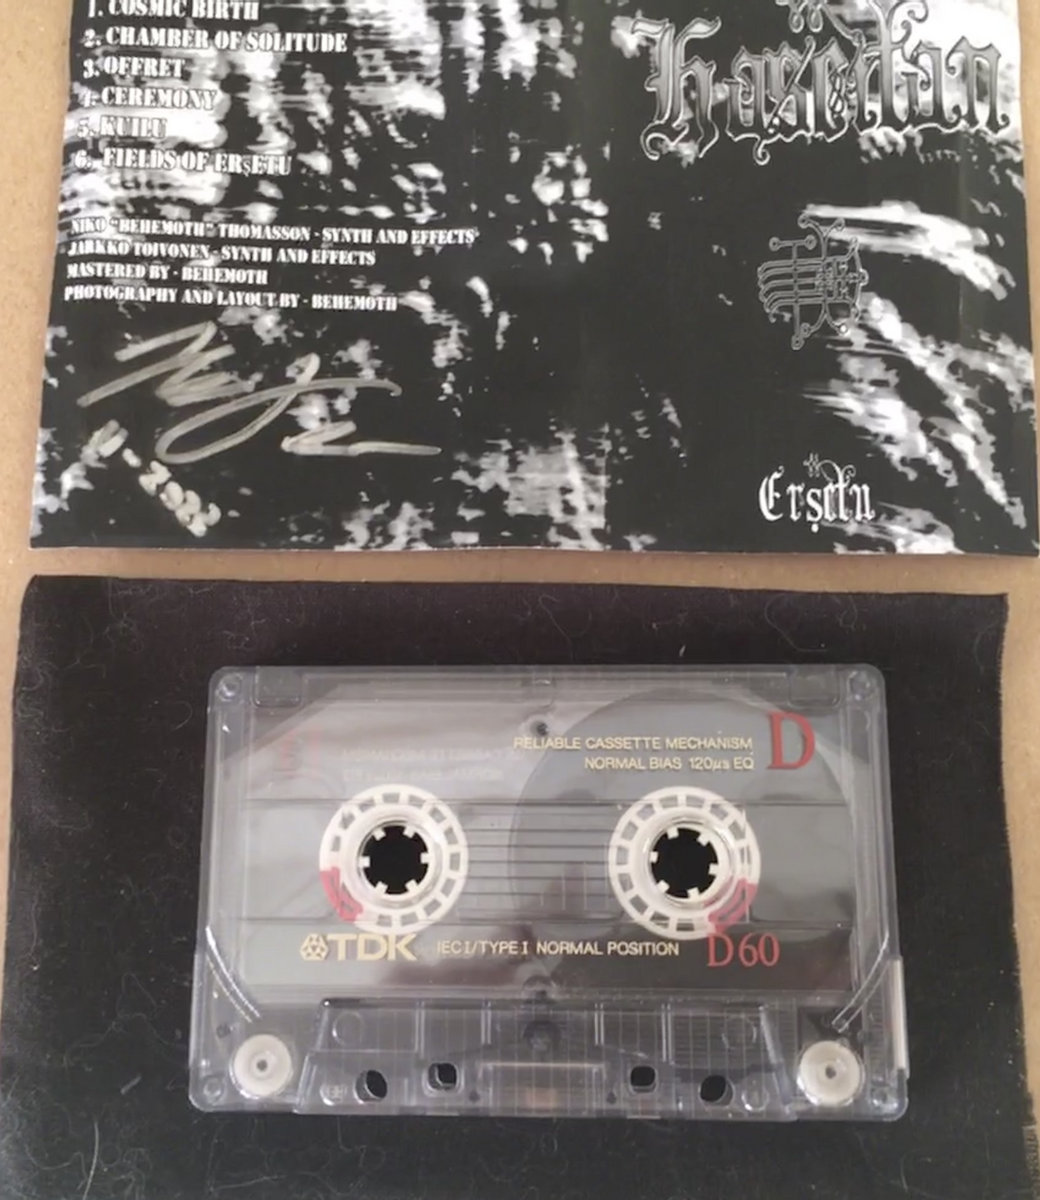 1. COSMIC BIRTH
2. CHAMBER OF SOLITUDE
3. OFFRET
4. CEREMONY
5. KUILU
6. FIELDS OF ERṢETU
NIKO "BEHEMOTH" THOMASSON - SYNTH AND EFFECTS
JARKKO TOIVONEN - SYNTH AND EFFECTS
MASTERED BY - BEHEMOTH
PHOTOGRAPHY AND LAYOUT BY - BEHEMOTH
Erṣetu
RELIABLE CASSETTE MECHANISM
NORMAL BIAS 120µs EQ
D
TDK IEC I/TYPE I NORMAL POSITION D60